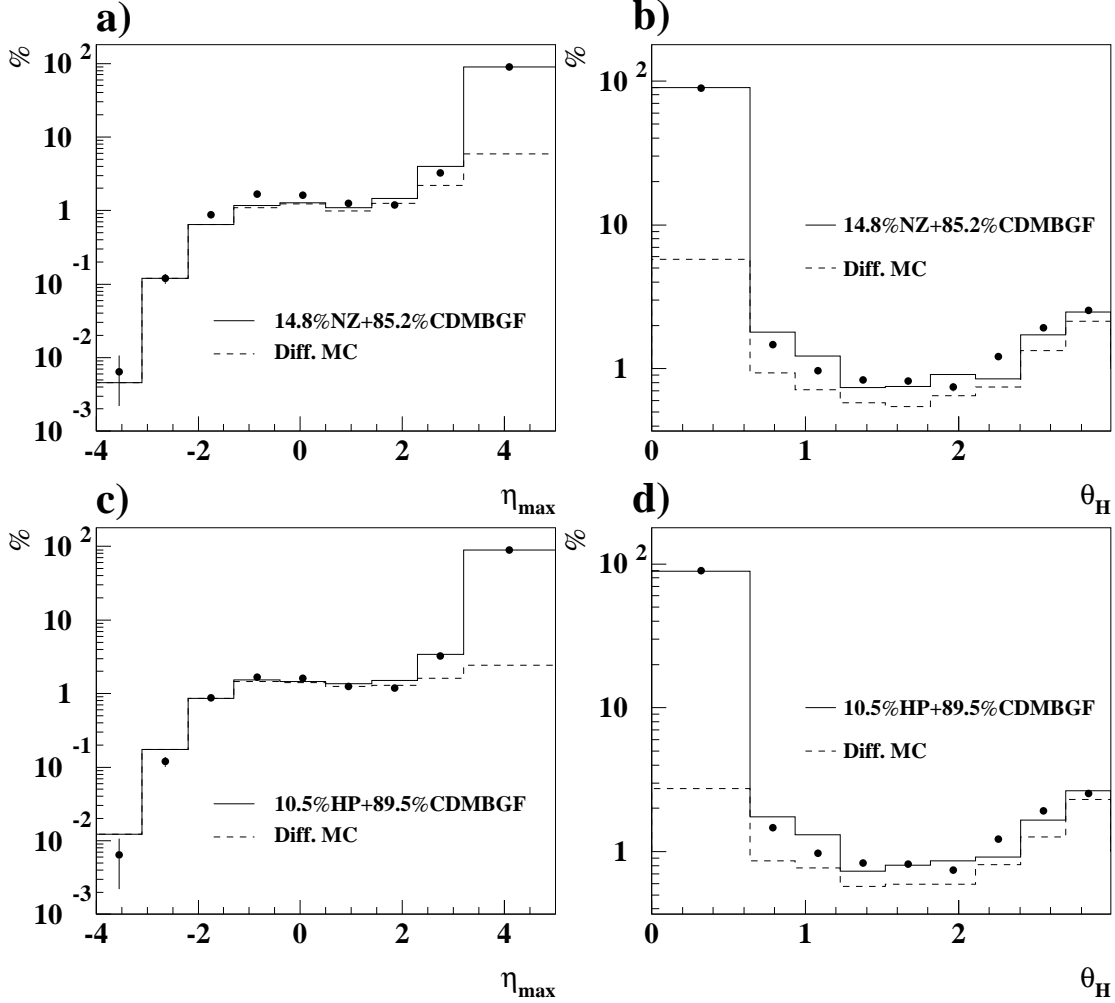 a)
%
10 2
10
1
10 -1
10 -2
10 -3
-4 -2 0 2 4
ηmax
14.8%NZ+85.2%CDMBGF
Diff. MC
b)
%
10 2
10
1
0 1 2
θH
14.8%NZ+85.2%CDMBGF
Diff. MC
c)
%
10 2
10
1
10 -1
10 -2
10 -3
-4 -2 0 2 4
ηmax
10.5%HP+89.5%CDMBGF
Diff. MC
d)
%
10 2
10
1
0 1 2
θH
10.5%HP+89.5%CDMBGF
Diff. MC